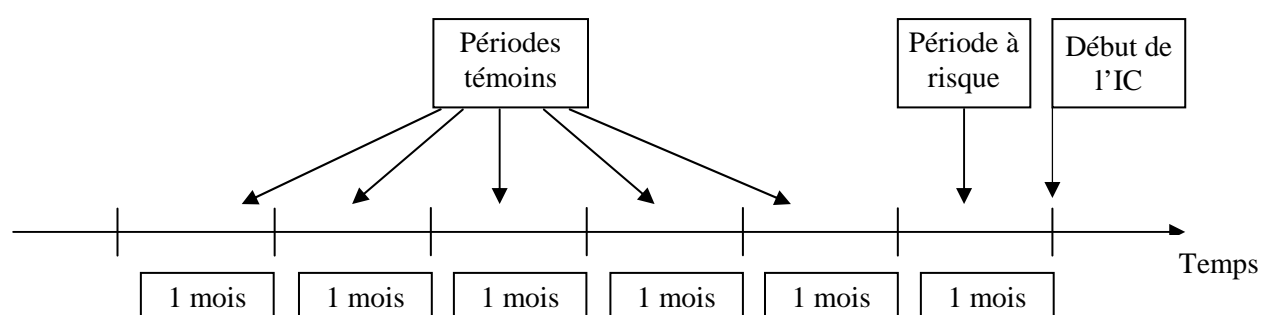 Périodes
témoins
Période à
risque
Début de
l’IC
Temps
1 mois
1 mois
1 mois
1 mois
1 mois
1 mois